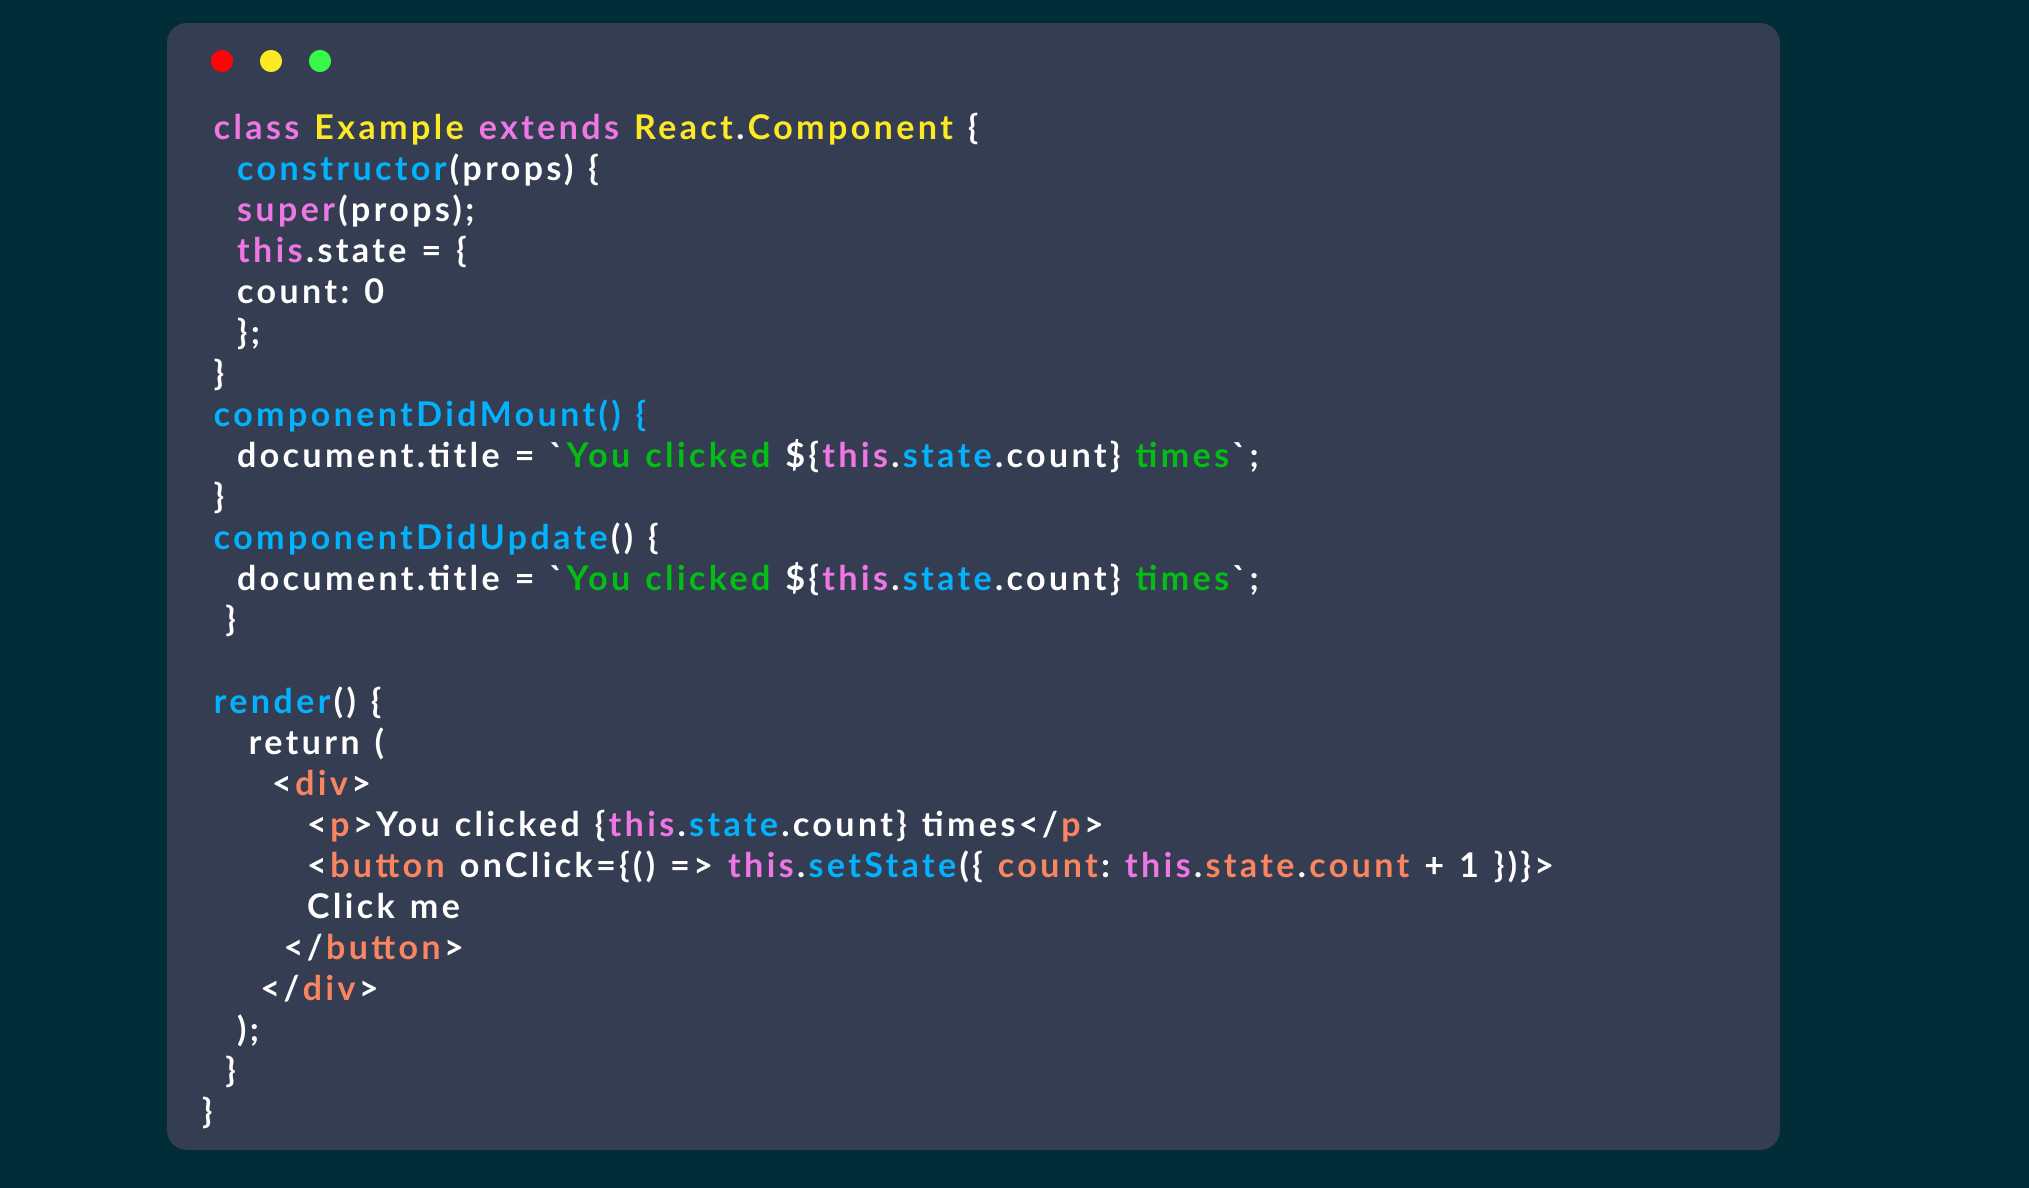 class Example extends React.Component {
constructor(props) {
super(props);
this.state = {
count: 0
};
}
componentDidMount() {
document.title = `You clicked ${this.state.count} times`;
}
componentDidUpdate() {
document.title = `You clicked ${this.state.count} times`;
}
render() {
return (
<div>
<p>You clicked {this.state.count} times</p>
<button onClick={() => this.setState({ count: this.state.count + 1 })}>
Click me
</button>
</div>
);
}
}